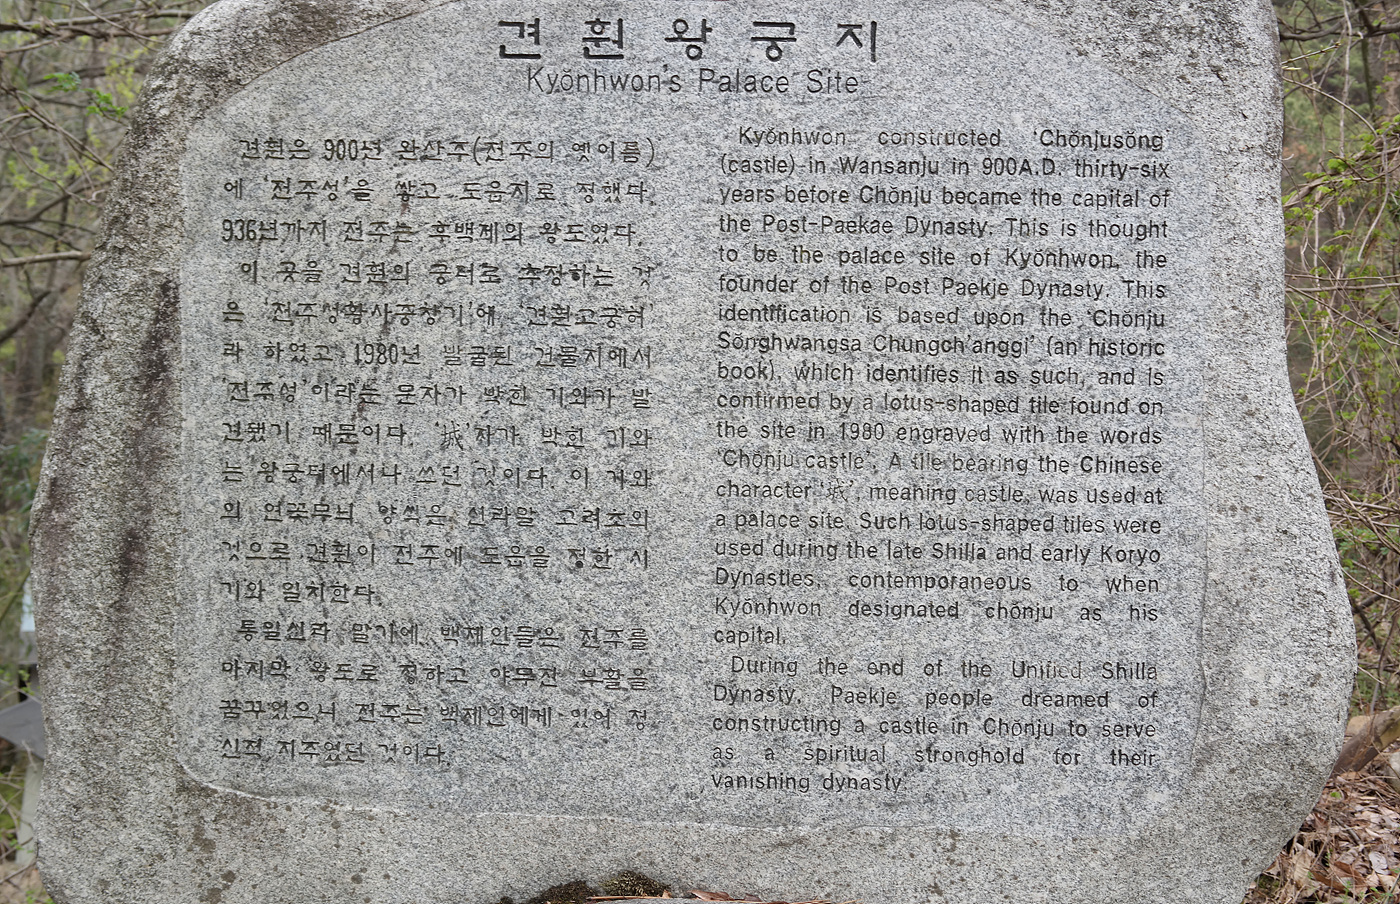 견훤왕궁지
Kyŏnhwon's Palace Site
견훤은 900년 완산주(전주의 옛이름)
에 '전주성'을 쌓고 도읍지로 정했다.
936년까지 전주는 후백제의 왕도였다.
이 곳을 견훤의 궁터로 추정하는 것
은 '전주성황사중창기'에 '견훤고궁허'
라 하였고 1980년 발굴된 건물지에서
'전주성'이라는 문자가 박힌 기와가 발
견됐기 때문이다. '城'자가 박힌 기와
는 왕궁터에서나 쓰던 것이다. 이 기와
의 연꽃무늬 양식은 신라말 고려초의
것으로 견훤이 전주에 도읍을 정한 시
기와 일치한다.
통일신라 말기에 백제인들은 전주를
마지막 왕도로 정하고 야무진 부활을
꿈꾸었으니 전주는 백제인에게 있어 정
신적 지주였던 것이다.
Kyŏnhwon constructed 'Chŏnjusŏng'
(castle) in Wansanju in 900A.D. thirty-six
years before Chŏnju became the capital of
the Post-Paekae Dynasty. This is thought
to be the palace site of Kyŏnhwon, the
founder of the Post Paekje Dynasty. This
identification is based upon the 'Chŏnju
Sŏnghwangsa Chungch'anggi' (an historic
book), which identifies it as such, and is
confirmed by a lotus-shaped tile found on
the site in 1980 engraved with the words
'Chŏnju castle'. A tile bearing the Chinese
character '城', meaning castle, was used at
a palace site. Such lotus-shaped tiles were
used during the late Shilla and early Koryo
Dynasties, contemporaneous to when
Kyŏnhwon designated chŏnju as his
capital.
During the end of the Unified Shilla
Dynasty, Paekje people dreamed of
constructing a castle in Chŏnju to serve
as a spiritual stronghold for their
vanishing dynasty.